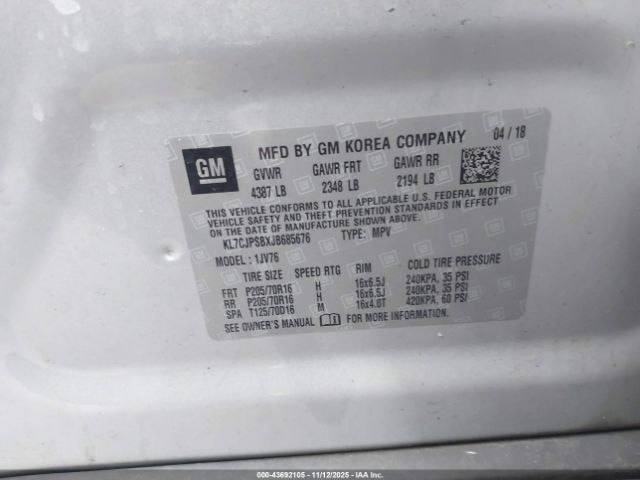 GM
MFD BY GM KOREA COMPANY 04 / 18
GVWR GAWR FRT GAWR RR
4387 LB 2348 LB 2194 LB
THIS VEHICLE CONFORMS TO ALL APPLICABLE U.S. FEDERAL MOTOR
VEHICLE SAFETY AND THEFT PREVENTION STANDARDS IN EFFECT
ON THE DATE OF MANUFACTURE SHOWN ABOVE.
KL7CJPSBXJB685676 TYPE: MPV
MODEL: 1JV76
TIRE SIZE SPEED RTG RIM COLD TIRE PRESSURE
FRT P205/70R16 H 16x6.5J 240KPA, 35 PSI
RR P205/70R16 H 16x6.5J 240KPA, 35 PSI
SPA T125/70D16 M 16x4.0T 420KPA, 60 PSI
SEE OWNER'S MANUAL FOR MORE INFORMATION.
000-43692105 - 11/12/2025 - IAAI.com